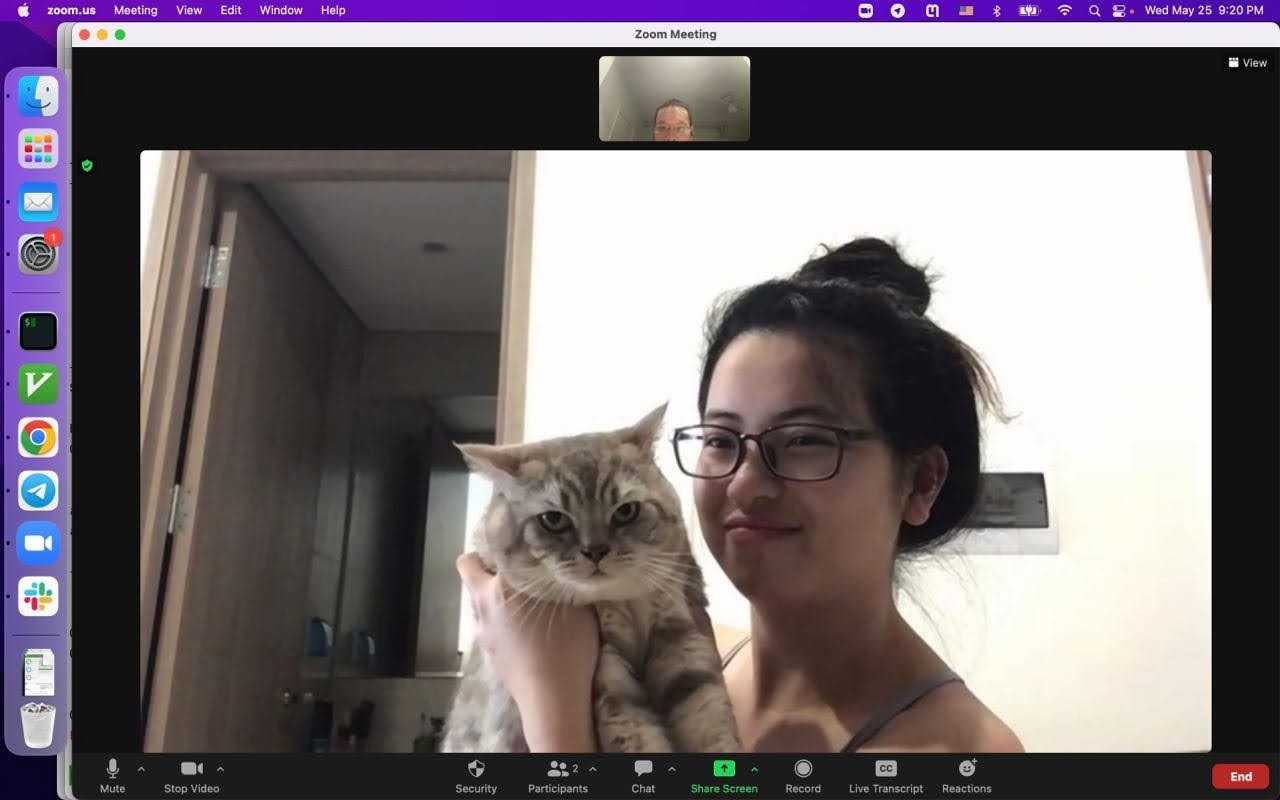 zoom.us Meeting View Edit Window Help Wed May 25 9:20 PM
Zoom Meeting
View
1
$
Mute
Stop Video
Security
2
Participants
Chat
Share Screen
Record
CC
Live Transcript
Reactions
End